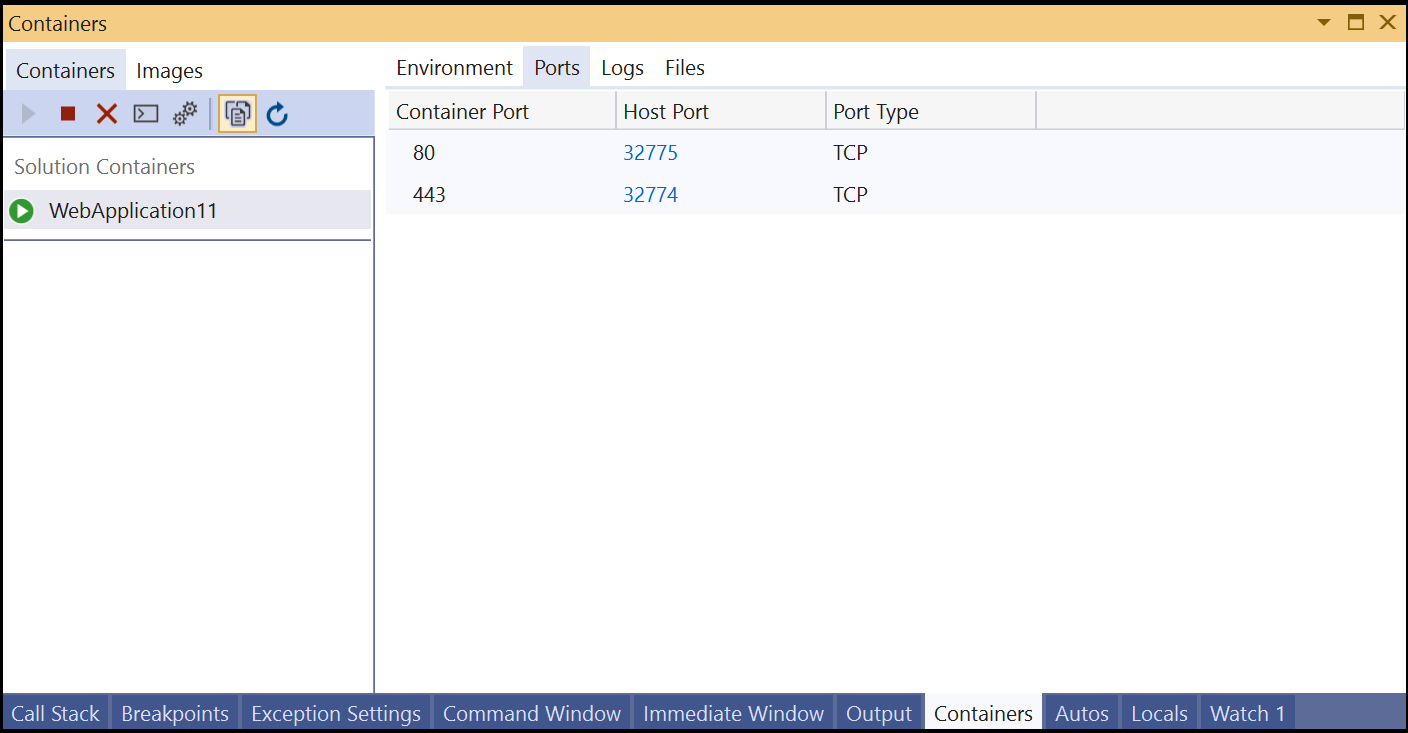 Containers
Containers Images
Environment Ports Logs Files
Container Port Host Port Port Type
80 32775 TCP
443 32774 TCP
Solution Containers
WebApplication11
Call Stack Breakpoints Exception Settings Command Window Immediate Window Output Containers Autos Locals Watch 1